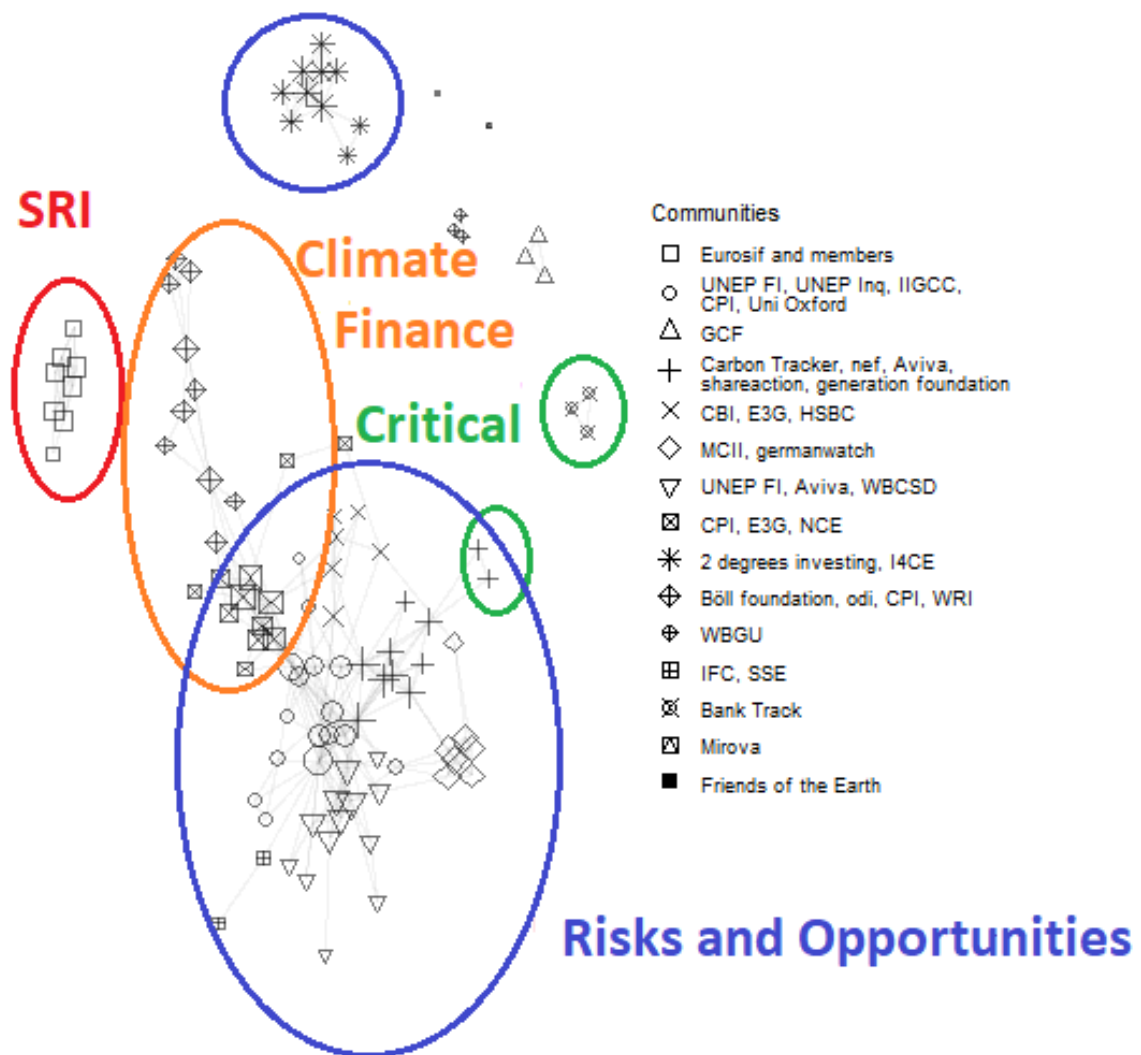 SRI
Climate
Finance
Critical
Risks and Opportunities
Communities
Eurosif and members
UNEP FI, UNEP Inq, IIGCC,
CPI, Uni Oxford
GCF
Carbon Tracker, nef, Aviva,
shareaction, generation foundation
CBI, E3G, HSBC
MCII, germanwatch
UNEP FI, Aviva, WBCSD
CPI, E3G, NCE
2 degrees investing, I4CE
Böll foundation, odi, CPI, WRI
WBGU
IFC, SSE
Bank Track
Mirova
Friends of the Earth